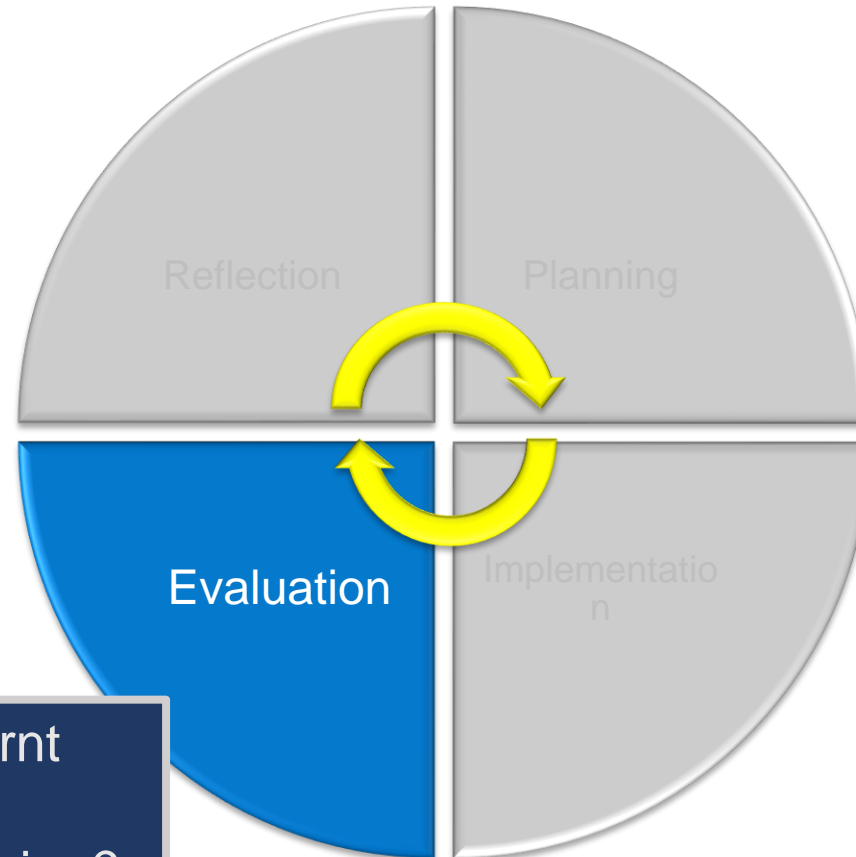 Reflection
Planning
Evaluation
Implementatio
n
rnt